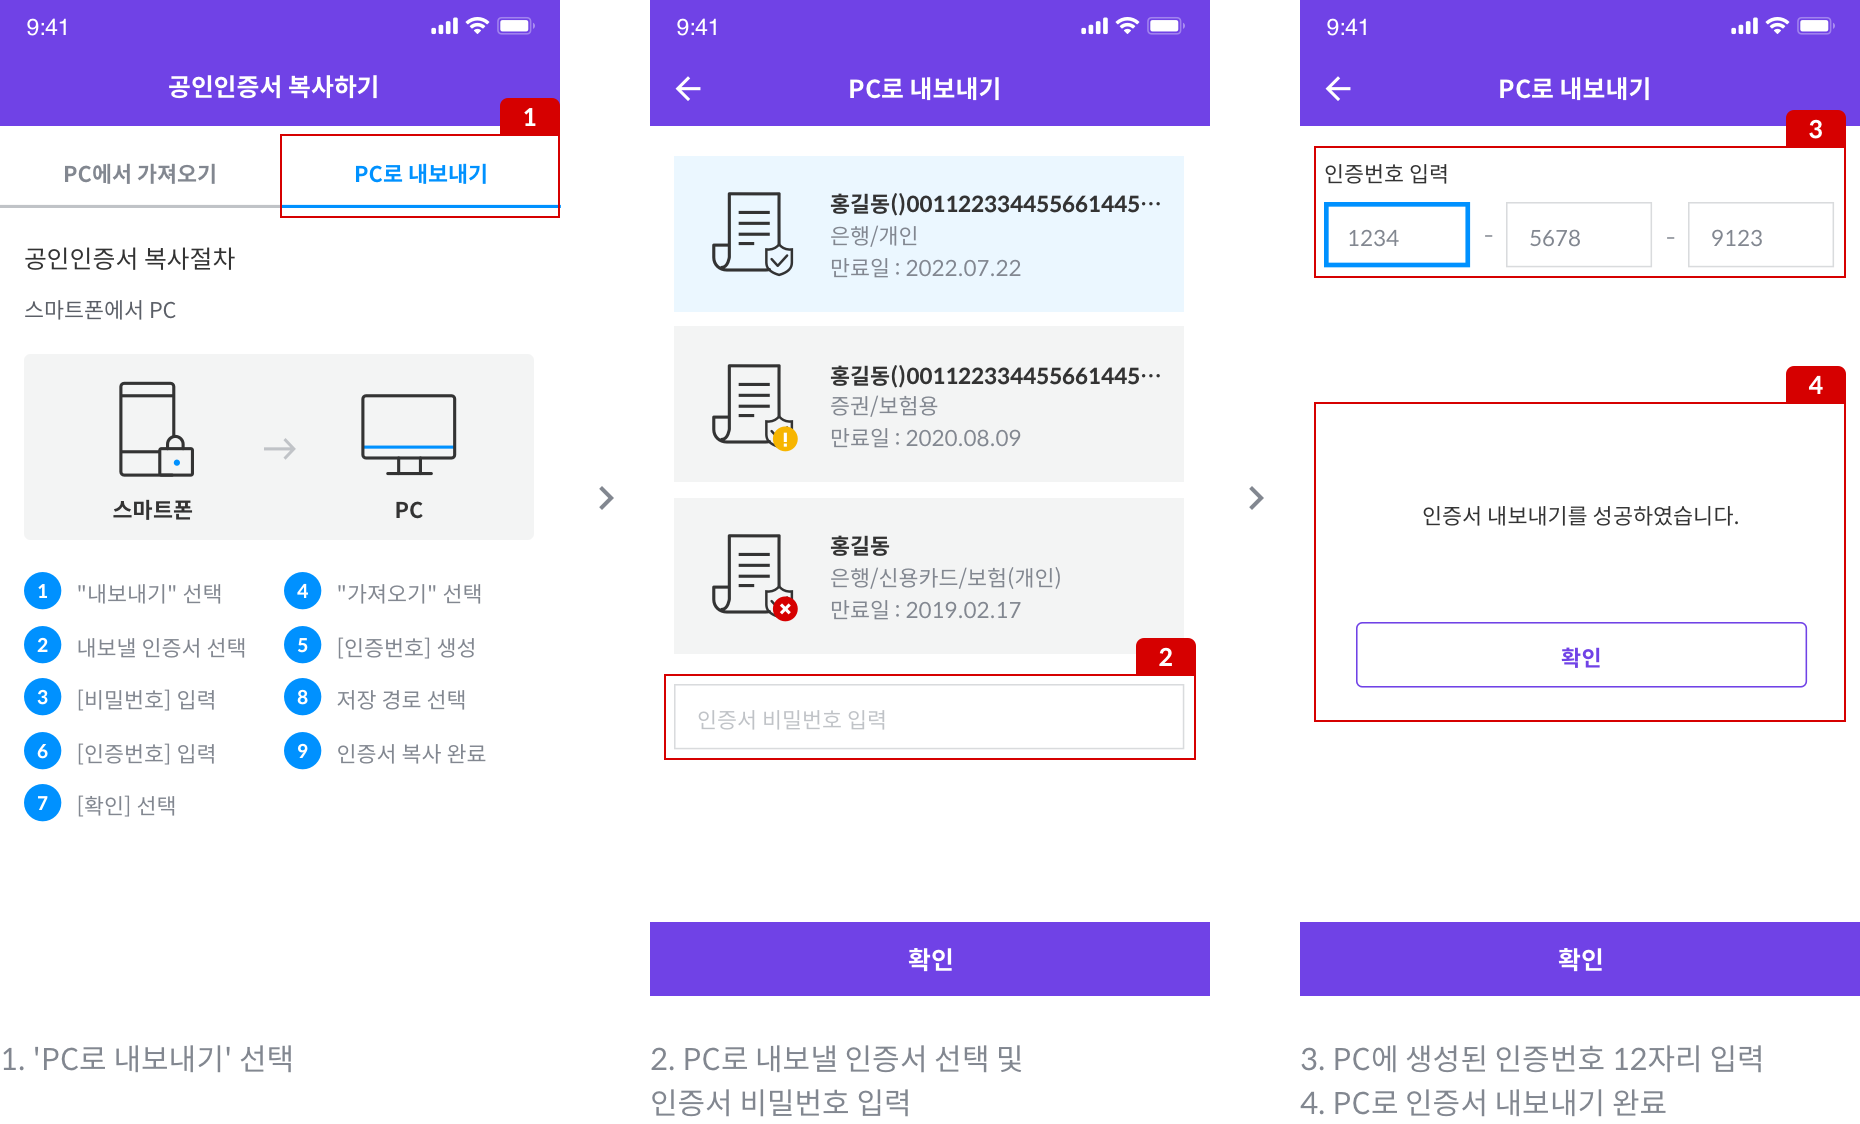 9:41
공인인증서 복사하기
1
PC에서 가져오기
PC로 내보내기
공인인증서 복사절차
스마트폰에서 PC
스마트폰
PC
1 "내보내기" 선택
2 내보낼 인증서 선택
3 [비밀번호] 입력
6 [인증번호] 입력
7 [확인] 선택
4 "가져오기" 선택
5 [인증번호] 생성
8 저장 경로 선택
9 인증서 복사 완료
1. 'PC로 내보내기' 선택
9:41
PC로 내보내기
홍길동()001122334455661445···
은행/개인
만료일 : 2022.07.22
홍길동()001122334455661445···
증권/보험용
만료일 : 2020.08.09
홍길동
은행/신용카드/보험(개인)
만료일 : 2019.02.17
2
인증서 비밀번호 입력
확인
2. PC로 내보낼 인증서 선택 및
인증서 비밀번호 입력
9:41
PC로 내보내기
3
인증번호 입력
1234 - 5678 - 9123
4
인증서 내보내기를 성공하였습니다.
확인
확인
3. PC에 생성된 인증번호 12자리 입력
4. PC로 인증서 내보내기 완료